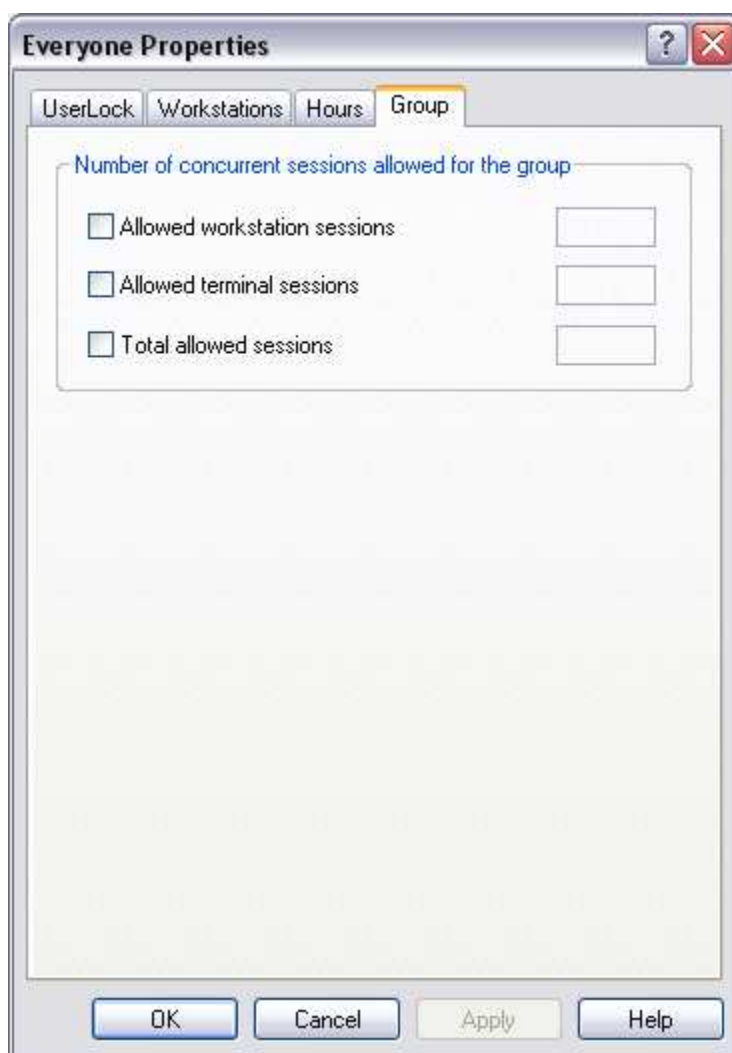 Everyone Properties
UserLock Workstations Hours Group
Number of concurrent sessions allowed for the group
Allowed workstation sessions
Allowed terminal sessions
Total allowed sessions
OK Cancel Apply Help